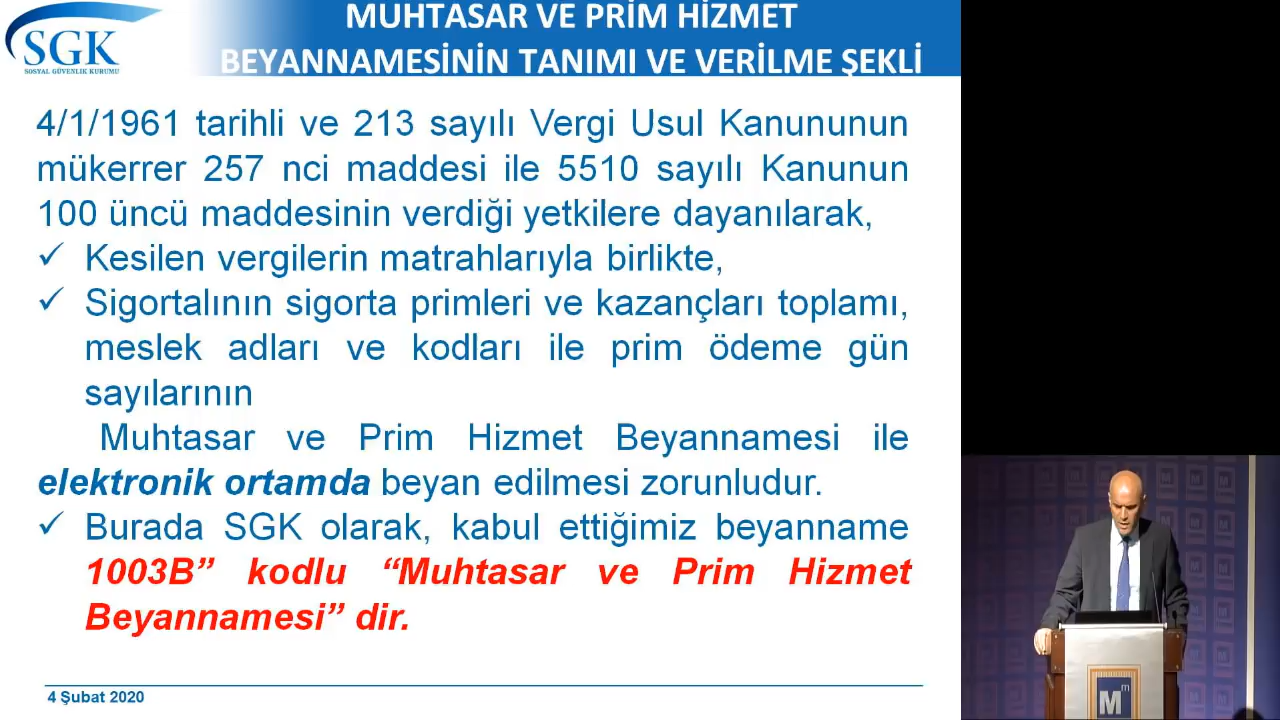 SGK
SOSYAL GÜVENLİK KURUMU
MUHTASAR VE PRİM HİZMET
BEYANNAMESİNİN TANIMI VE VERİLME ŞEKLİ
4/1/1961 tarihli ve 213 sayılı Vergi Usul Kanununun
mükerrer 257 nci maddesi ile 5510 sayılı Kanunun
100 üncü maddesinin verdiği yetkilere dayanılarak,
✓ Kesilen vergilerin matrahlarıyla birlikte,
✓ Sigortalının sigorta primleri ve kazançları toplamı,
meslek adları ve kodları ile prim ödeme gün
sayılarının
Muhtasar ve Prim Hizmet Beyannamesi ile
elektronik ortamda beyan edilmesi zorunludur.
✓ Burada SGK olarak, kabul ettiğimiz beyanname
1003B” kodlu “Muhtasar ve Prim Hizmet
Beyannamesi” dir.
4 Şubat 2020
Mm